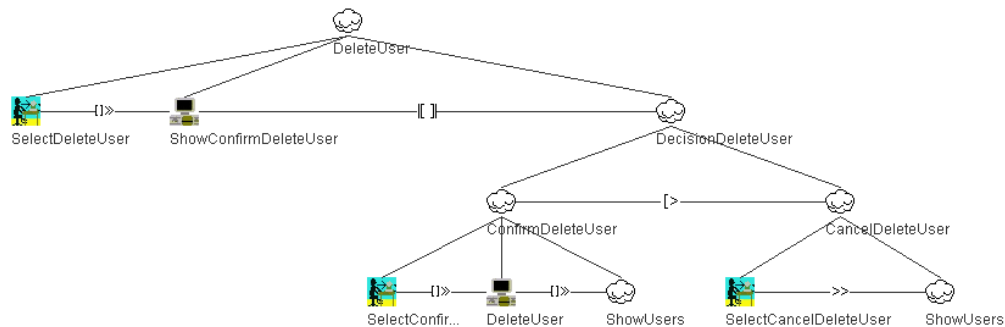 DeleteUser
[]>> |[ ]|
SelectDeleteUser ShowConfirmDeleteUser DecisionDeleteUser
[>
ConfirmDeleteUser CancelDeleteUser
[]>> []>> >>
SelectConfir... DeleteUser ShowUsers SelectCancelDeleteUser ShowUsers